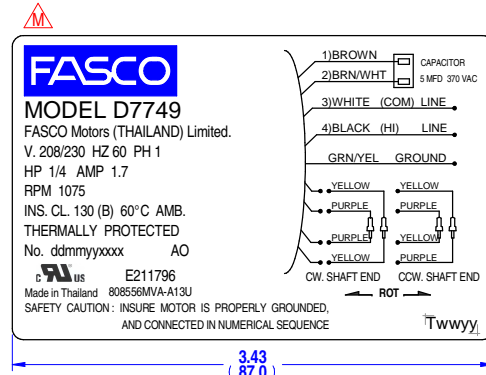 M
FASCO
MODEL D7749
FASCO Motors (THAILAND) Limited.
V. 208/230 HZ 60 PH 1
HP 1/4 AMP 1.7
RPM 1075
INS. CL. 130 (B) 60°C AMB.
THERMALLY PROTECTED
No. ddmmyyxxxx AO
c RU US E211796
Made in Thailand 808556MVA-A13U
SAFETY CAUTION : INSURE MOTOR IS PROPERLY GROUNDED,
AND CONNECTED IN NUMERICAL SEQUENCE
1)BROWN
2)BRN/WHT
CAPACITOR
5 MFD 370 VAC
3)WHITE (COM) LINE
4)BLACK (HI) LINE
GRN/YEL GROUND
YELLOW YELLOW
PURPLE PURPLE
PURPLE YELLOW
YELLOW PURPLE
CW. SHAFT END CCW. SHAFT END
ROT
Twwyy
3.43
( 87.0 )